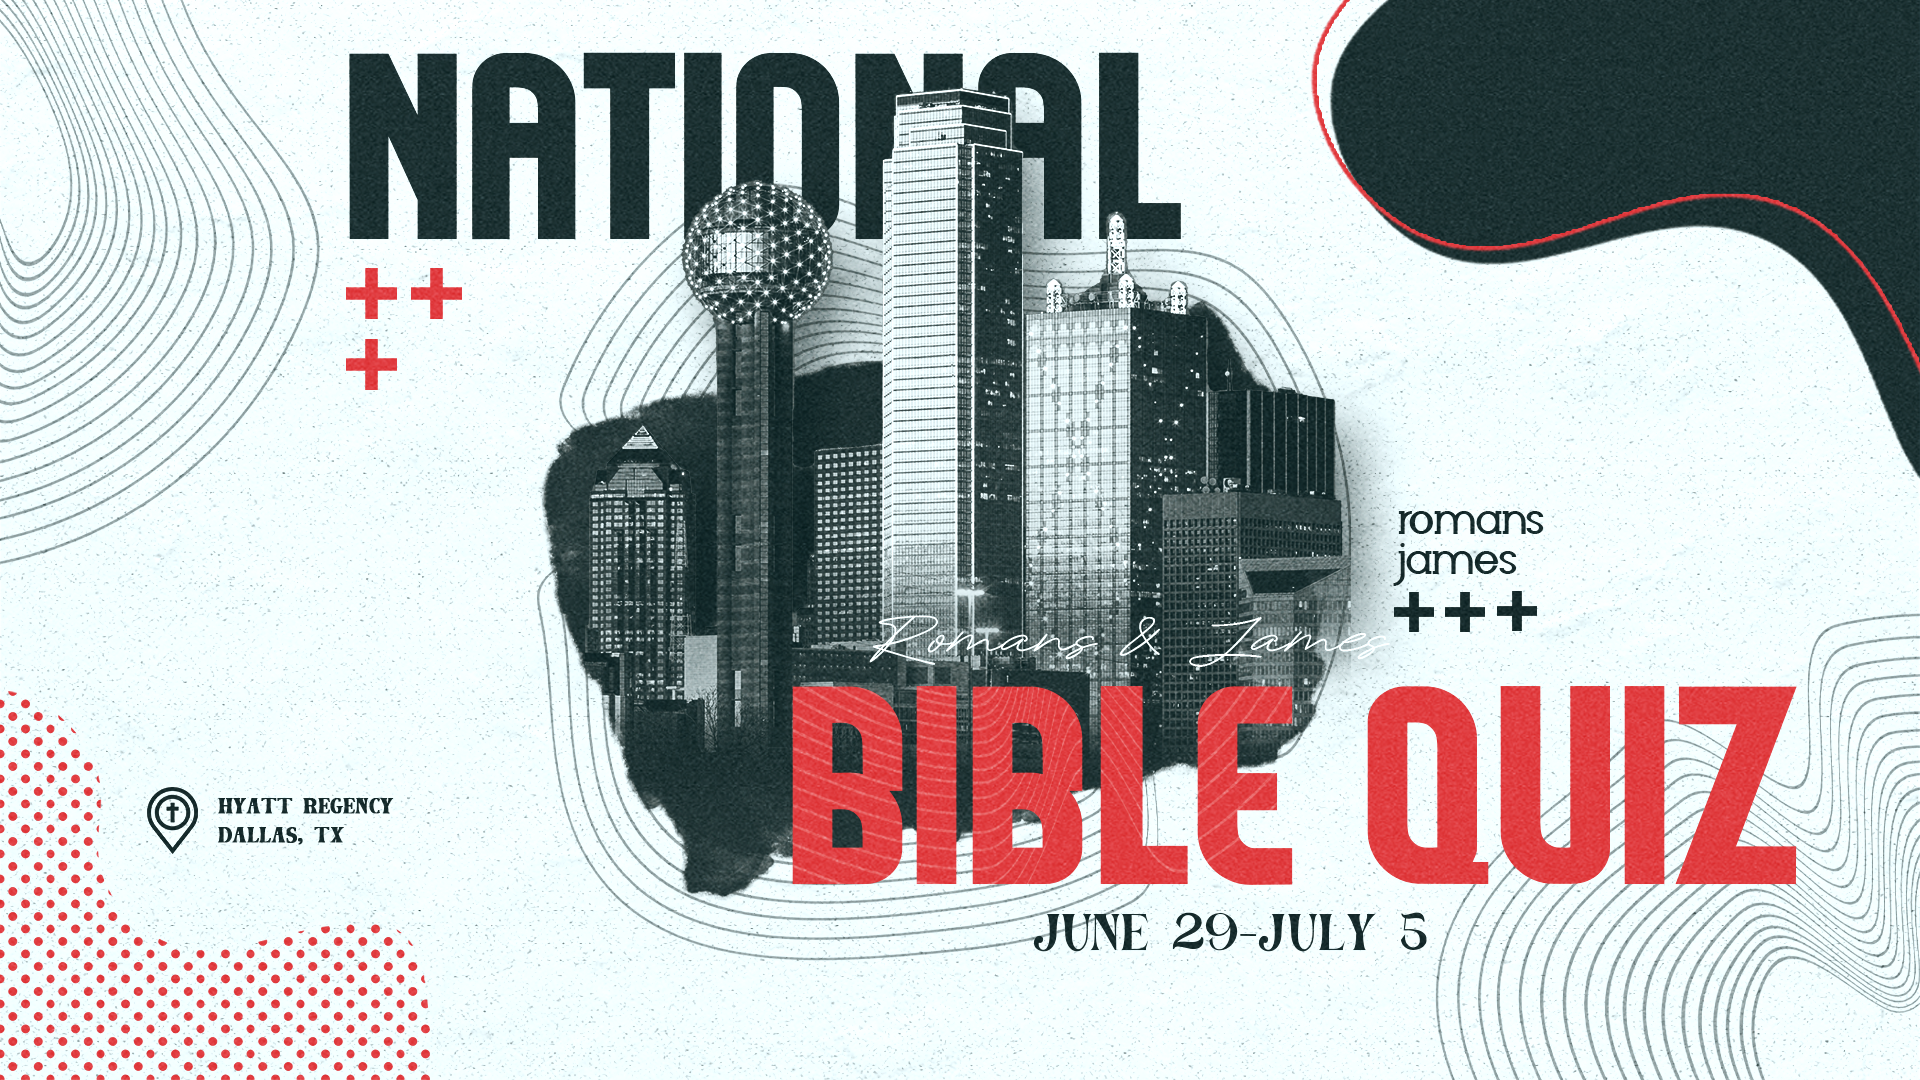 NATIONAL
romans
james
Romans & James
BIBLE QUIZ
HYATT REGENCY
DALLAS, TX
JUNE 29-JULY 5